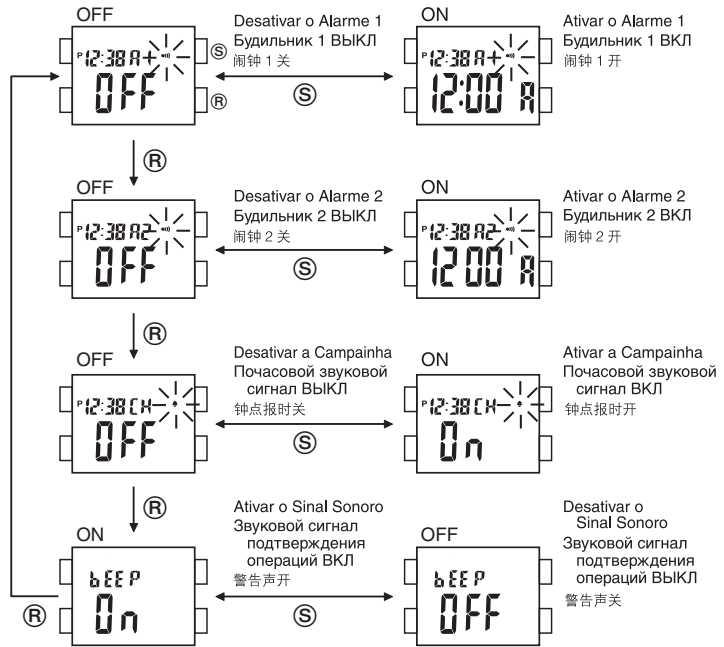 OFF
Desativar o Alarme 1
Будильник 1 ВЫКЛ
闹钟 1 关
ON
Ativar o Alarme 1
Будильник 1 ВКЛ
闹钟 1 开
P 12:38 A+
OFF
S
R
S
P 12:38 A+
12:00 A
R
OFF
Desativar o Alarme 2
Будильник 2 ВЫКЛ
闹钟 2 关
ON
Ativar o Alarme 2
Будильник 2 ВКЛ
闹钟 2 开
P 12:38 A2
OFF
S
P 12:38 A2
12 00 A
R
OFF
Desativar a Campainha
Почасовой звуковой
сигнал ВЫКЛ
钟点报时关
ON
Ativar a Campainha
Почасовой звуковой
сигнал ВКЛ
钟点报时开
P 12:38 CH
OFF
S
P 12:38 CH
On
R
ON
Ativar o Sinal Sonoro
Звуковой сигнал
подтверждения
операций ВКЛ
警告声开
OFF
Desativar o
Sinal Sonoro
Звуковой сигнал
подтверждения
операций ВЫКЛ
警告声关
bEEP
On
R
S
bEEP
OFF